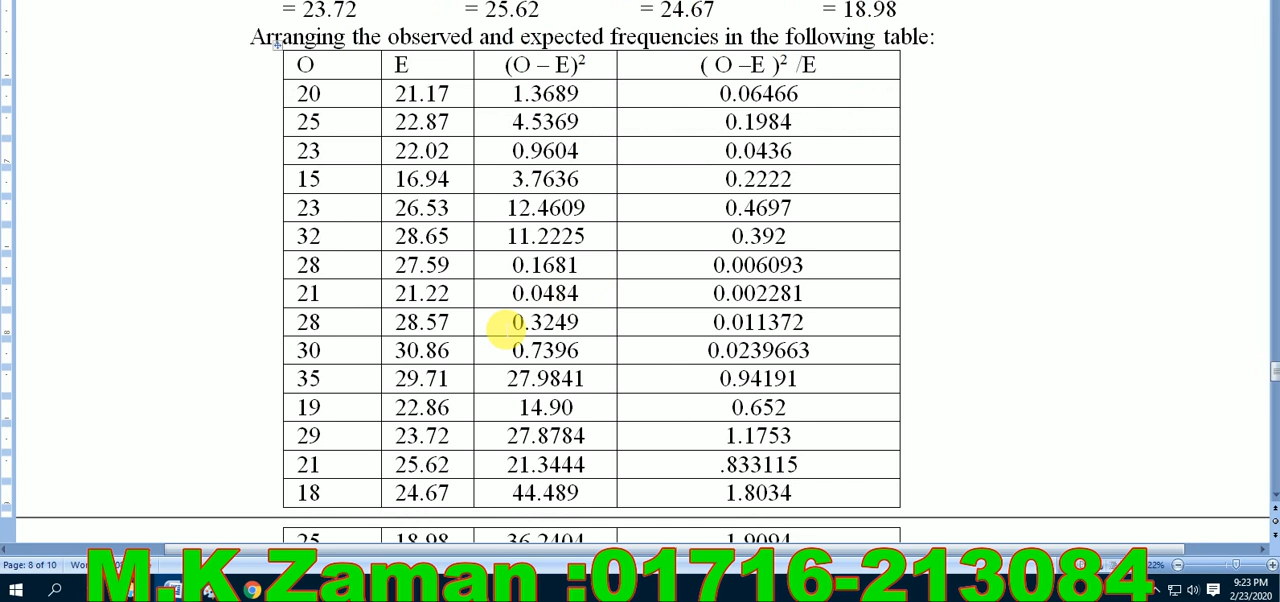 = 23.72 = 25.62 = 24.67 = 18.98
Arranging the observed and expected frequencies in the following table:
O E (O – E)² ( O –E )² /E
20 21.17 1.3689 0.06466
25 22.87 4.5369 0.1984
23 22.02 0.9604 0.0436
15 16.94 3.7636 0.2222
23 26.53 12.4609 0.4697
32 28.65 11.2225 0.392
28 27.59 0.1681 0.006093
21 21.22 0.0484 0.002281
28 28.57 0.3249 0.011372
30 30.86 0.7396 0.0239663
35 29.71 27.9841 0.94191
19 22.86 14.90 0.652
29 23.72 27.8784 1.1753
21 25.62 21.3444 .833115
18 24.67 44.489 1.8034
25 18.98 36.2404 1.9094
Page: 8 of 10
M.K Zaman :01716-213084
9:23 PM
2/23/2020